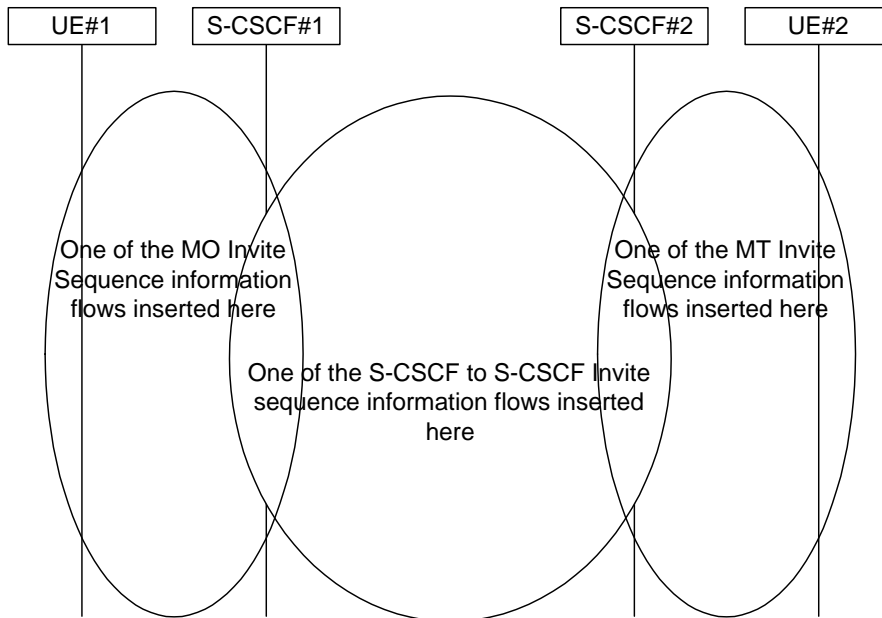 UE#1
S-CSCF#1
S-CSCF#2
UE#2
One of the MO Invite
Sequence information
flows inserted here
One of the MT Invite
Sequence information
flows inserted here
One of the S-CSCF to S-CSCF Invite
sequence information flows inserted
here